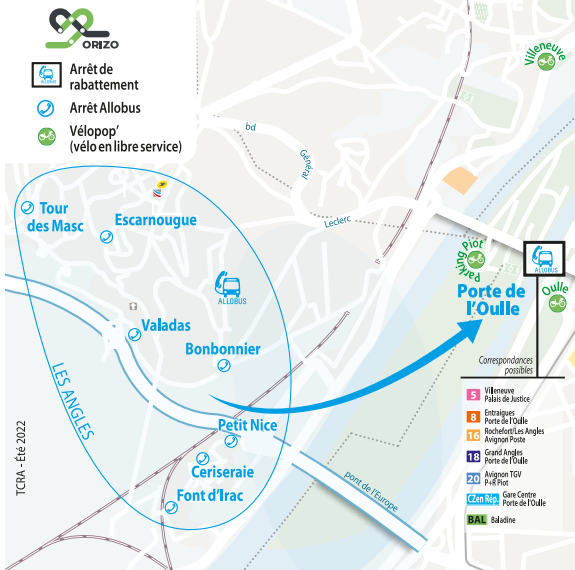 ORIZO
ALLOBUS
Arrêt de
rabattement
Arrêt Allobus
Vélopop'
(vélo en libre service)
Villeneuve
bd
Général
Leclerc
Tour
des Masc
Escarnougue
ALLOBUS
Parking Piot
ALLOBUS
Oulle
Porte de
l'Oulle
Valadas
Bonbonnier
Correspondances
possibles
LES ANGLES
Petit Nice
Ceriseraie
Font d'Irac
pont de l'Europe
TCRA - Été 2022
5 Villeneuve
Palais de Justice
8 Entraigues
Porte de l'Oulle
16 Rochefort/Les Angles
Avignon Poste
18 Grand Angles
Porte de l'Oulle
20 Avignon TGV
P+R Piot
CZen Rép. Gare Centre
Porte de l'Oulle
BAL Baladine